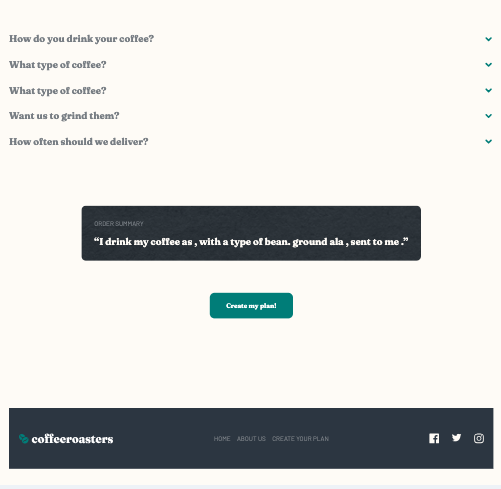 How do you drink your coffee?
What type of coffee?
What type of coffee?
Want us to grind them?
How often should we deliver?
ORDER SUMMARY
“I drink my coffee as , with a type of bean. ground ala , sent to me .”
Create my plan!
coffeeroasters
HOME ABOUT US CREATE YOUR PLAN